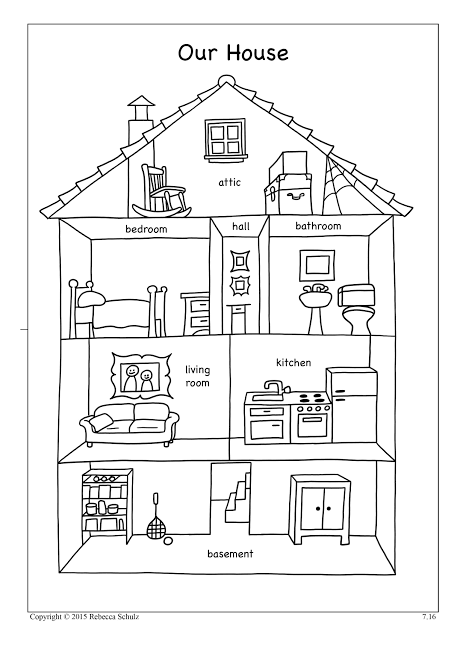 Our House
attic
bedroom
hall
bathroom
living
room
kitchen
basement
Copyright © 2015 Rebecca Schulz
7.16